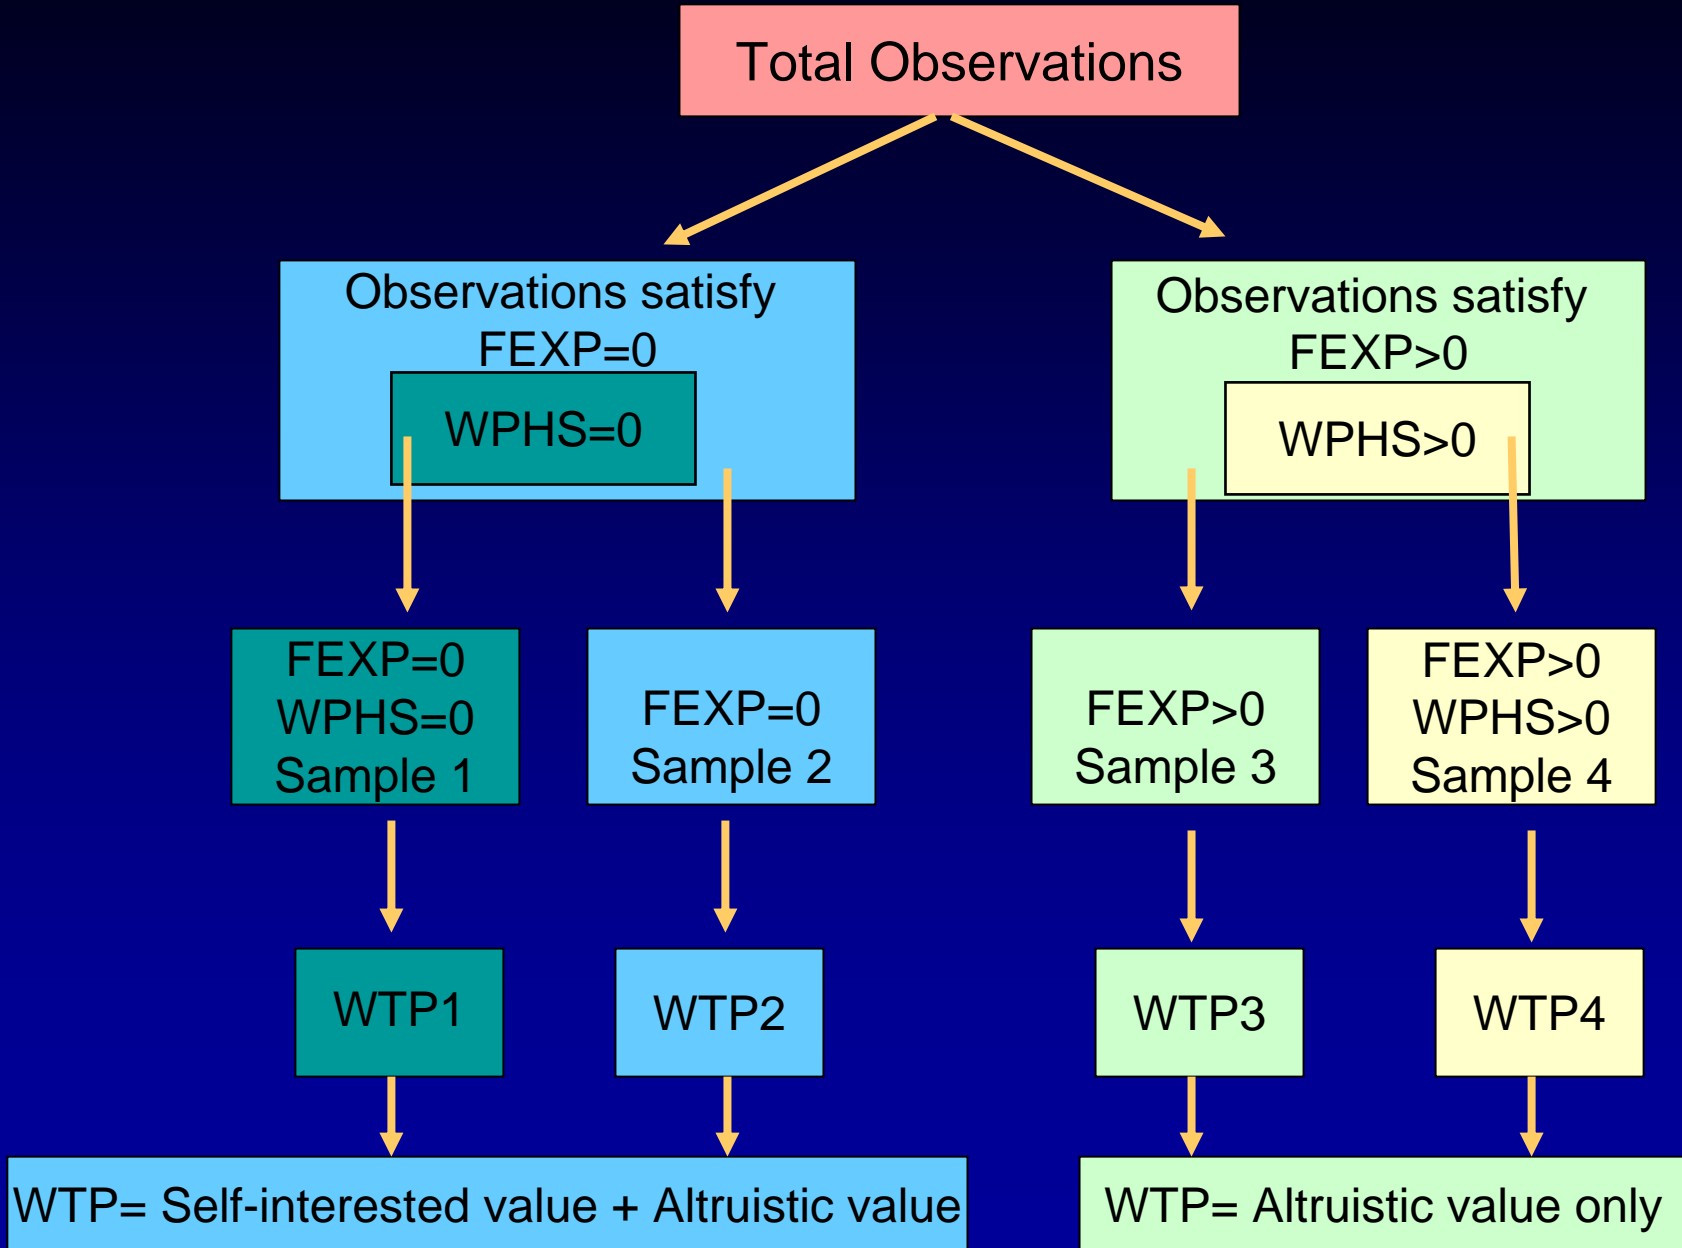 Total Observations
Observations satisfy
FEXP=0
WPHS=0
Observations satisfy
FEXP>0
WPHS>0
FEXP=0
WPHS=0
Sample 1
FEXP=0
Sample 2
FEXP>0
Sample 3
FEXP>0
WPHS>0
Sample 4
WTP1
WTP2
WTP3
WTP4
WTP= Self-interested value + Altruistic value
WTP= Altruistic value only